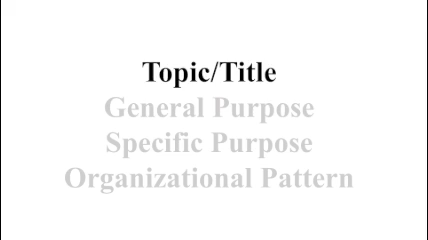 Topic/Title
General Purpose
Specific Purpose
Organizational Pattern